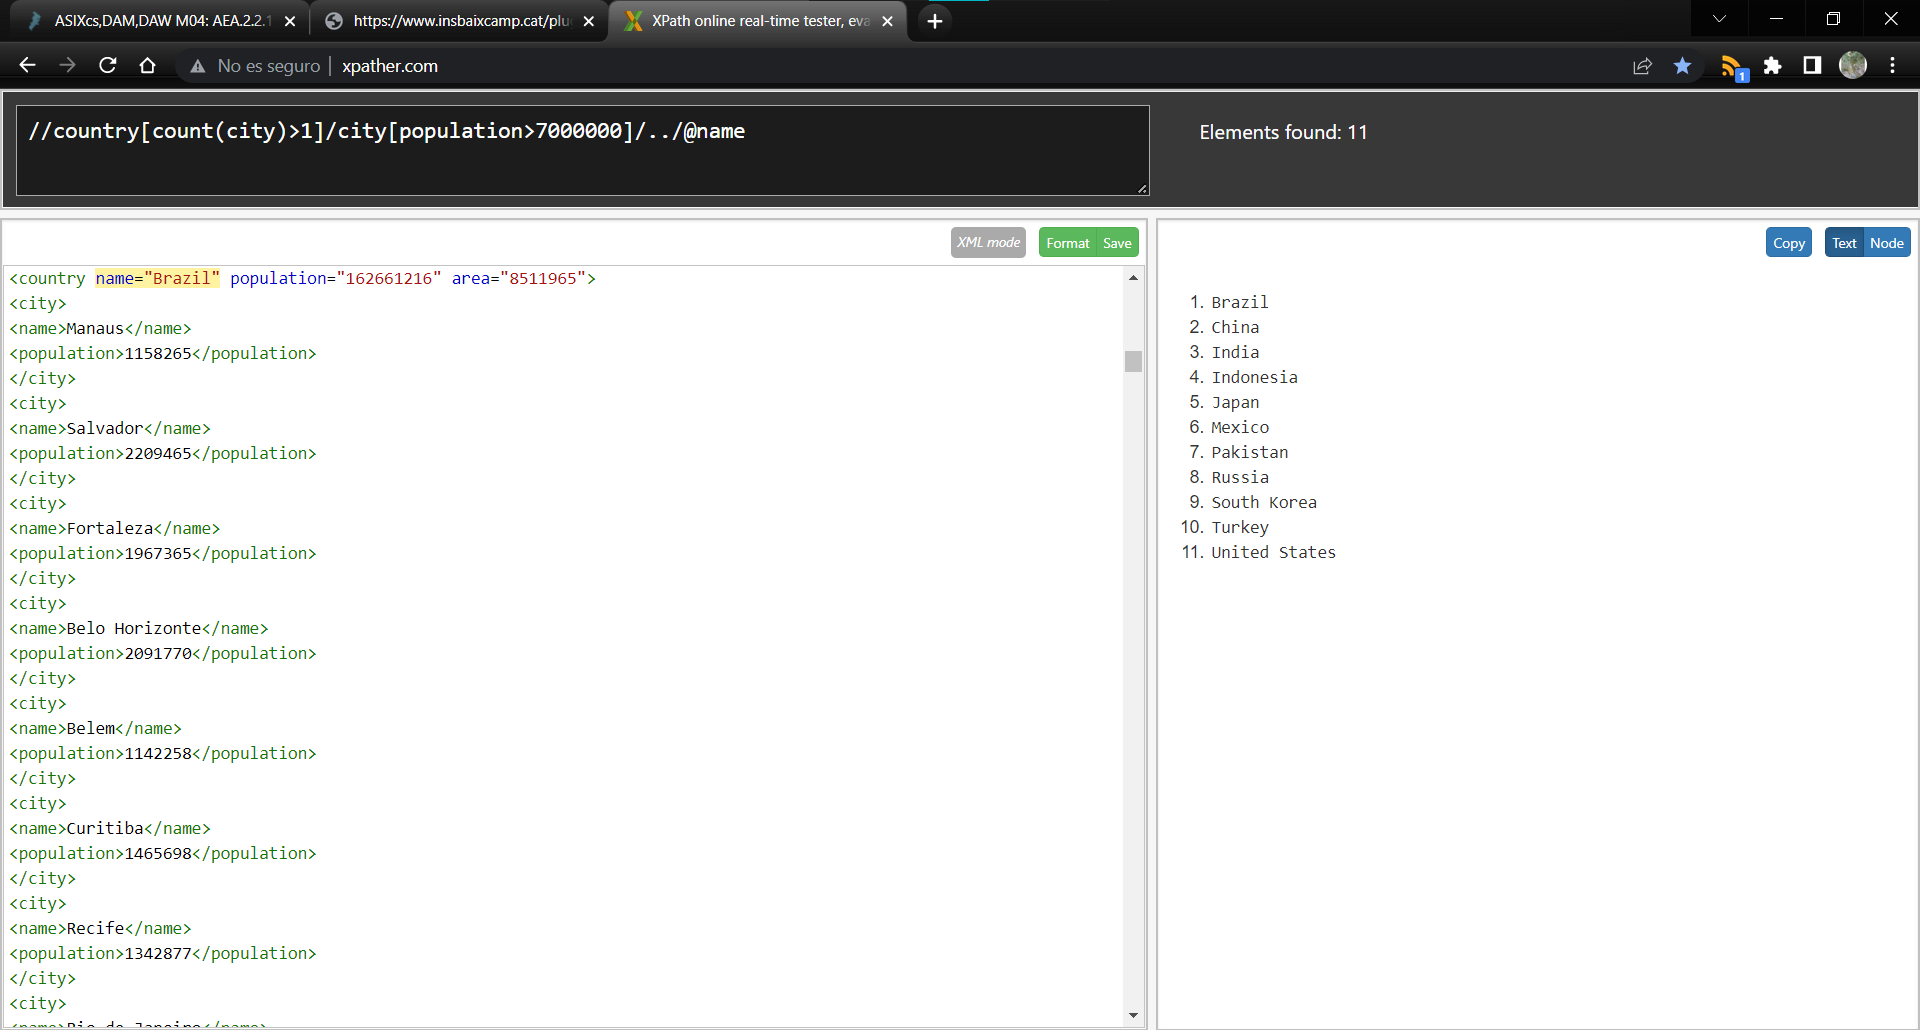 ASIXcs,DAM,DAW M04: AEA.2.2.1
https://www.insbaixcamp.cat/plu
XPath online real-time tester, eva
No es seguro
xpather.com
1
//country[count(city)>1]/city[population>7000000]/../@name
Elements found: 11
XML mode
Format
Save
Copy
Text
Node
<country name="Brazil" population="162661216" area="8511965">
<city>
<name>Manaus</name>
<population>1158265</population>
</city>
<city>
<name>Salvador</name>
<population>2209465</population>
</city>
<city>
<name>Fortaleza</name>
<population>1967365</population>
</city>
<city>
<name>Belo Horizonte</name>
<population>2091770</population>
</city>
<city>
<name>Belem</name>
<population>1142258</population>
</city>
<city>
<name>Curitiba</name>
<population>1465698</population>
</city>
<city>
<name>Recife</name>
<population>1342877</population>
</city>
<city>
<name>Rio de Janeiro</name>
1. Brazil
2. China
3. India
4. Indonesia
5. Japan
6. Mexico
7. Pakistan
8. Russia
9. South Korea
10. Turkey
11. United States